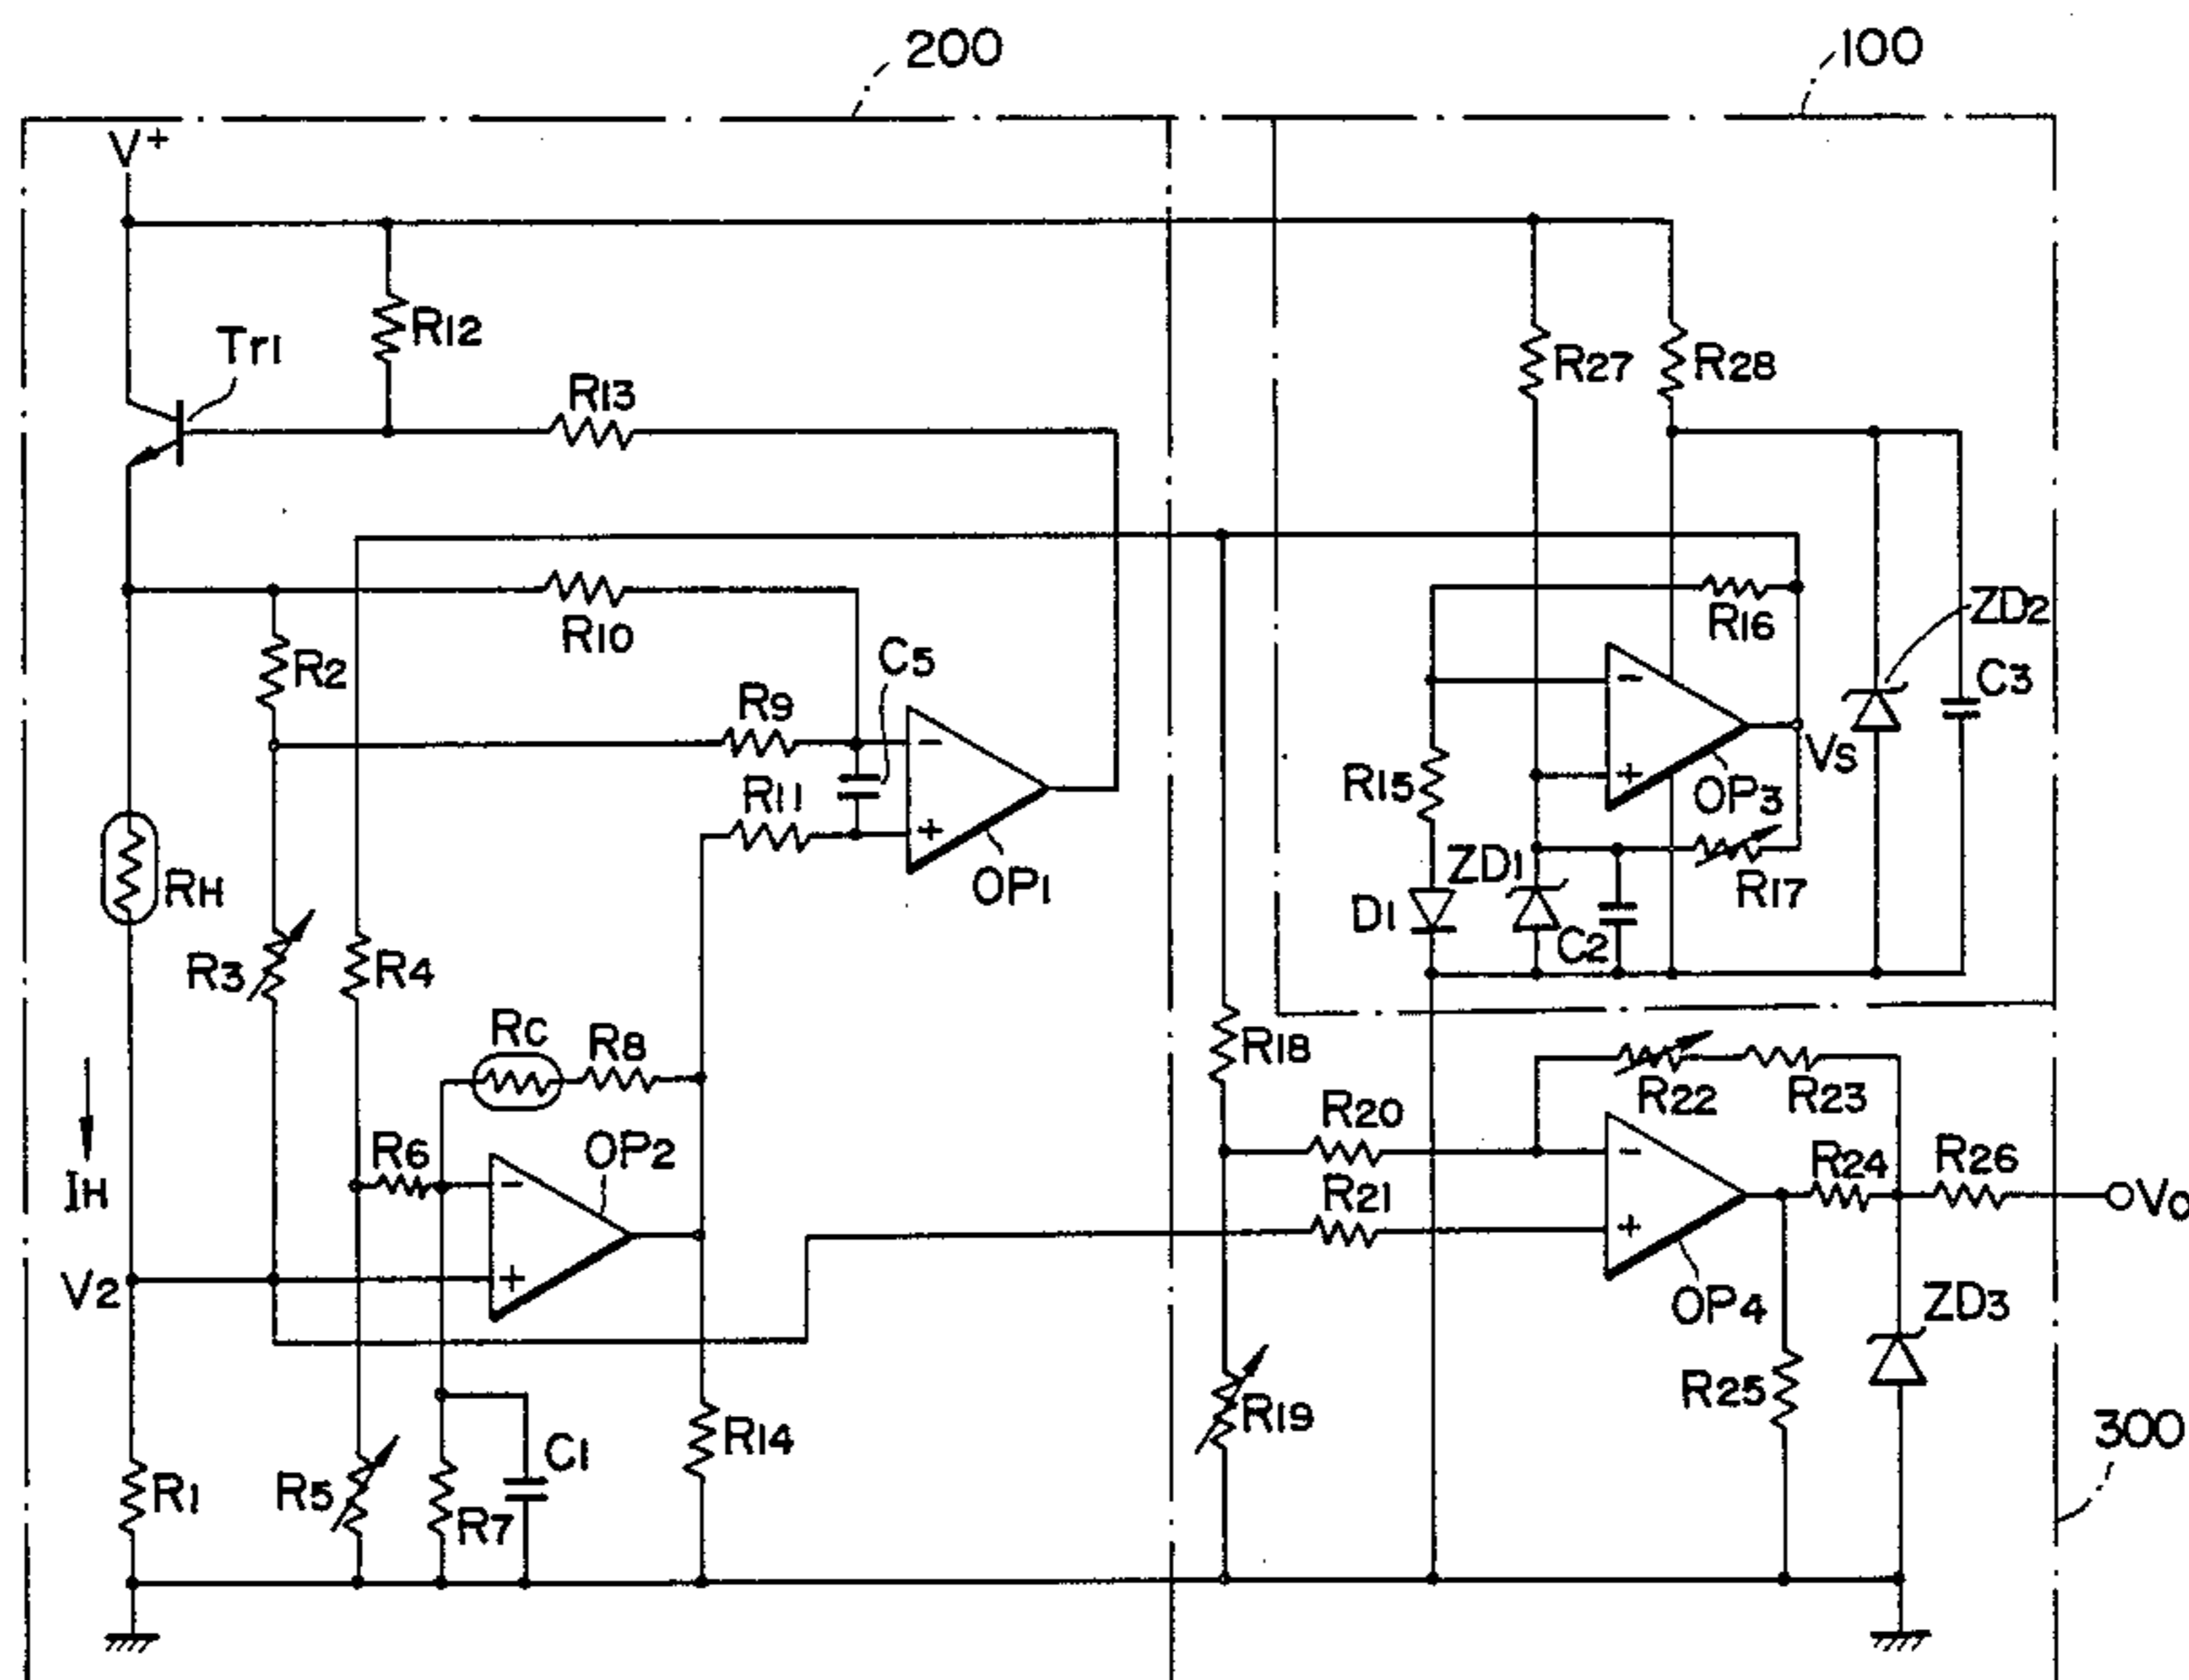 200
100
V+
Tr1
R12
R13
R27
R28
R16
ZD2
R10
C5
C3
R2
R9
VS
R15
OP3
R11
ZD1
RH
OP1
R17
D1
C2
R3
R4
RC
R8
R18
R22
R23
R20
R6
OP2
R24
R26
IH
R21
VO
V2
OP4
ZD3
R25
R19
R14
300
C1
R1
R5
R7